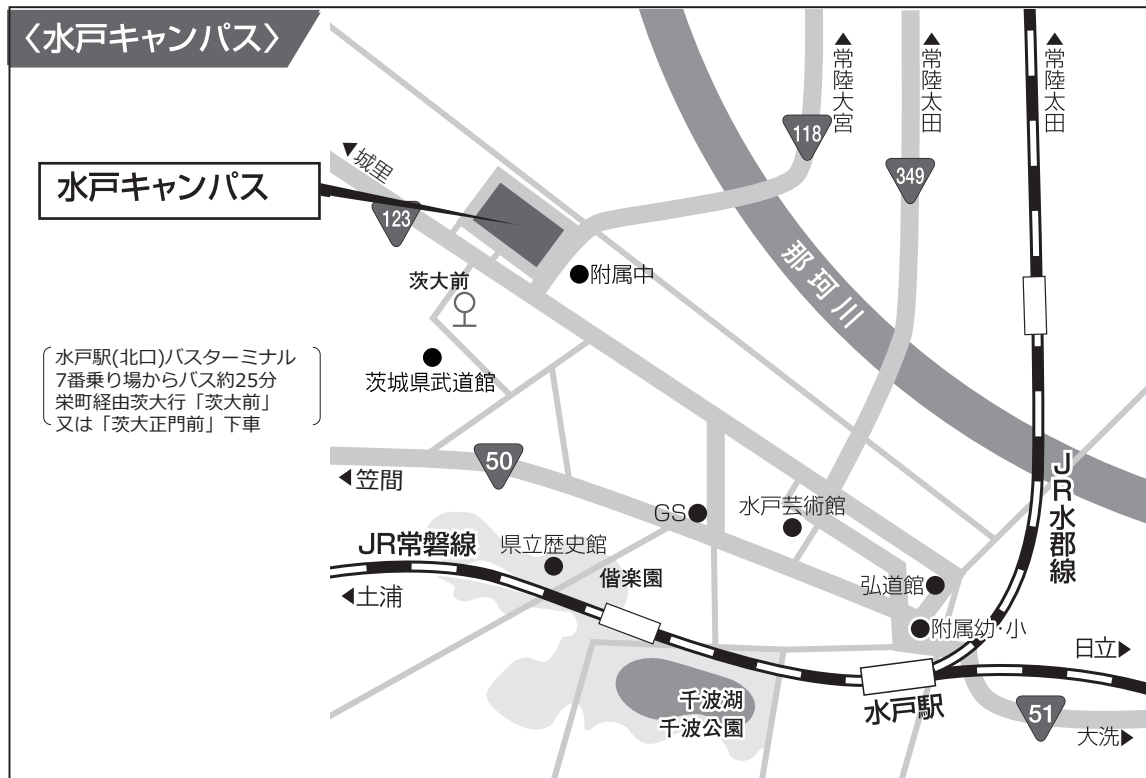 〈水戸キャンパス〉
▲常陸大宮
▲常陸太田
▲常陸太田
118
349
▼城里
水戸キャンパス
123
那珂川
茨大前
附属中
茨城県武道館
水戸駅(北口)バスターミナル
7番乗り場からバス約25分
栄町経由茨大行「茨大前」
又は「茨大正門前」下車
50
◀笠間
JR水郡線
GS
水戸芸術館
JR常磐線
県立歴史館
偕楽園
弘道館
◀土浦
附属幼・小
日立▶
千波湖
千波公園
水戸駅
51
大洗▶